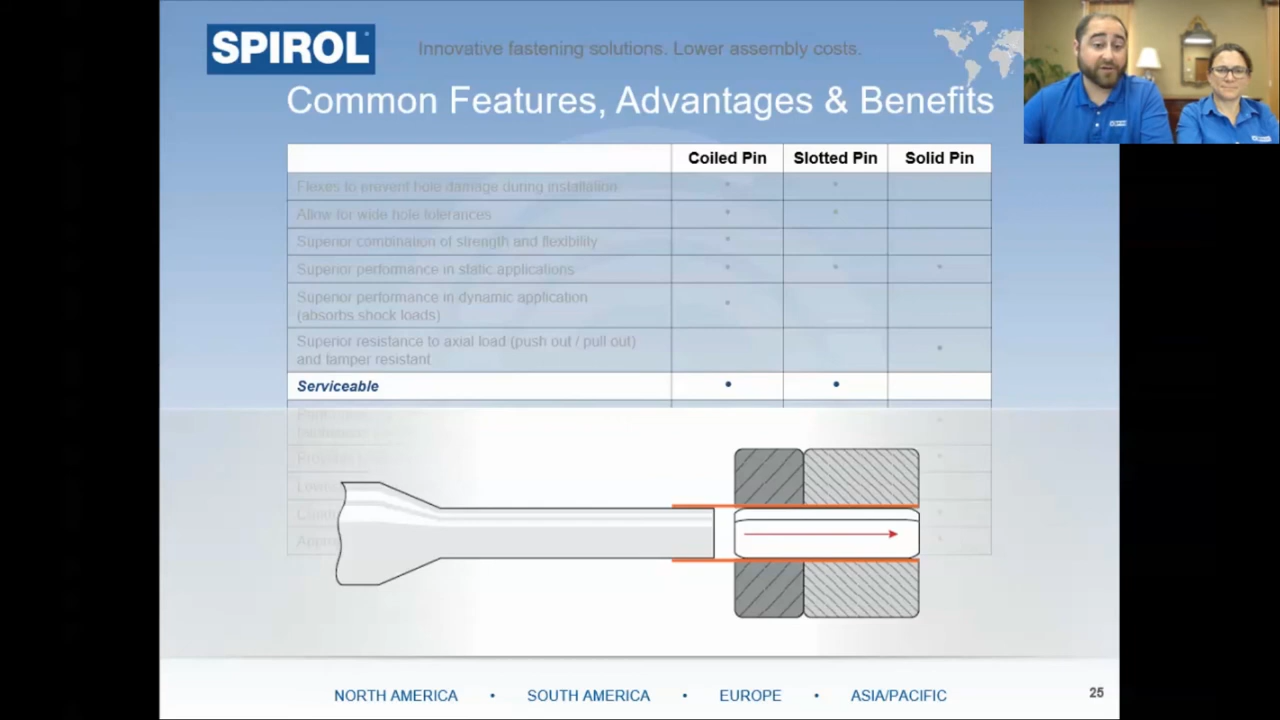 SPIROL
Innovative fastening solutions. Lower assembly costs.
Common Features, Advantages & Benefits
Coiled Pin Slotted Pin Solid Pin
Flexes to prevent hole damage during installation • •
Allow for wide hole tolerances • •
Superior combination of strength and flexibility •
Superior performance in static applications • • •
Superior performance in dynamic application
(absorbs shock loads) •
Superior resistance to axial load (push out / pull out)
and tamper resistant •
Serviceable • •
NORTH AMERICA • SOUTH AMERICA • EUROPE • ASIA/PACIFIC
25